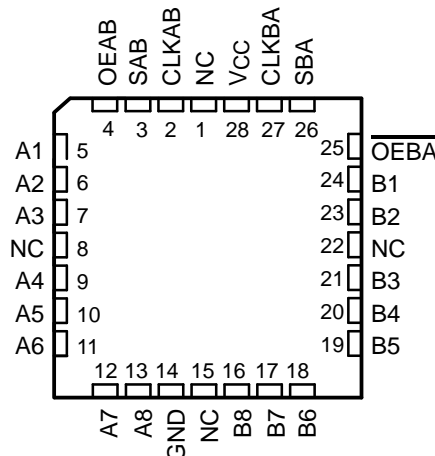 OEAB SAB CLKAB NC VCC CLKBA SBA
4 3 2 1 28 27 26
A1 5 25 OEBA
A2 6 24 B1
A3 7 23 B2
NC 8 22 NC
A4 9 21 B3
A5 10 20 B4
A6 11 19 B5
12 13 14 15 16 17 18
A7 A8 GND NC B8 B7 B6